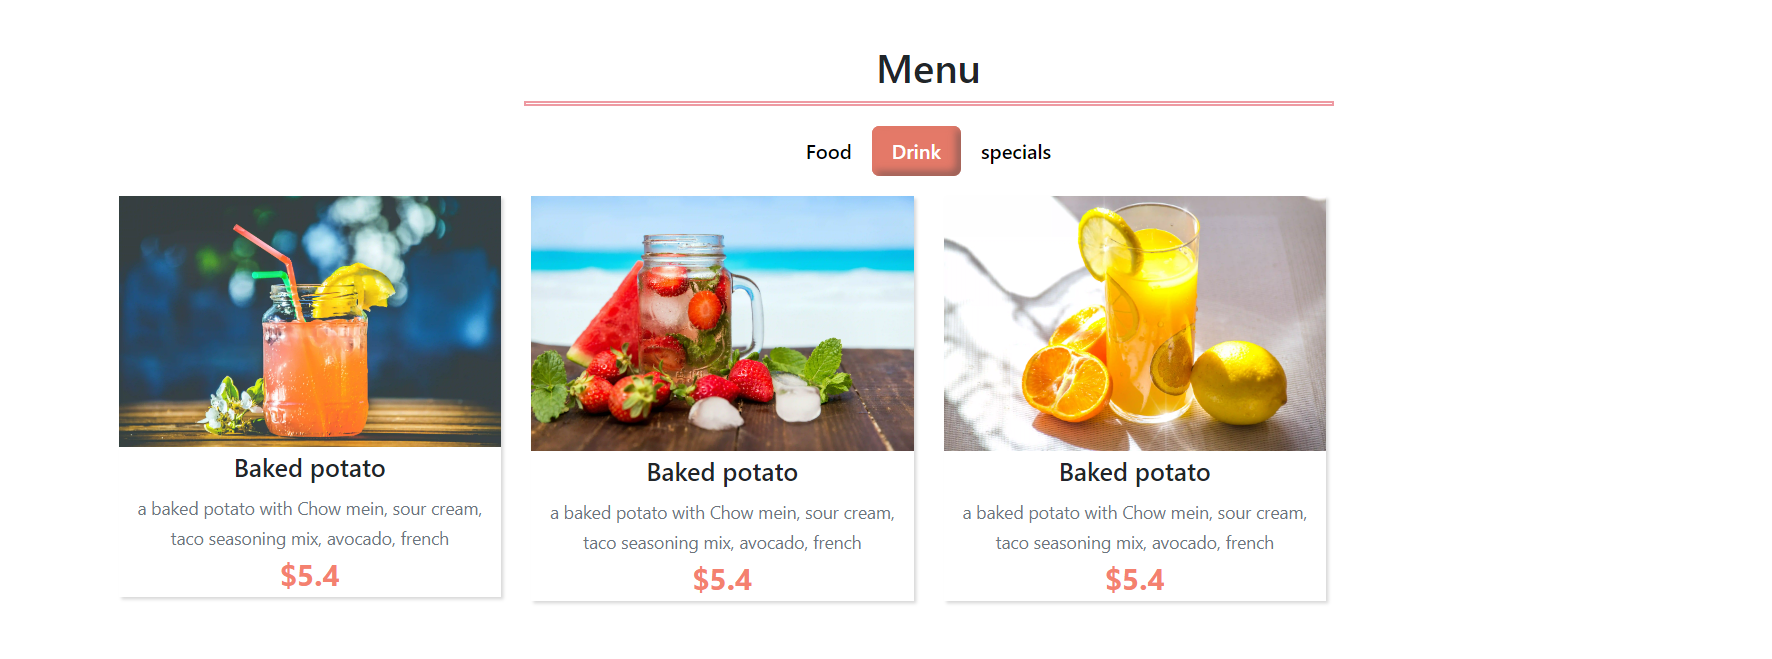 Menu
Food Drink specials
Baked potato
a baked potato with Chow mein, sour cream,
taco seasoning mix, avocado, french
$5.4
Baked potato
a baked potato with Chow mein, sour cream,
taco seasoning mix, avocado, french
$5.4
Baked potato
a baked potato with Chow mein, sour cream,
taco seasoning mix, avocado, french
$5.4